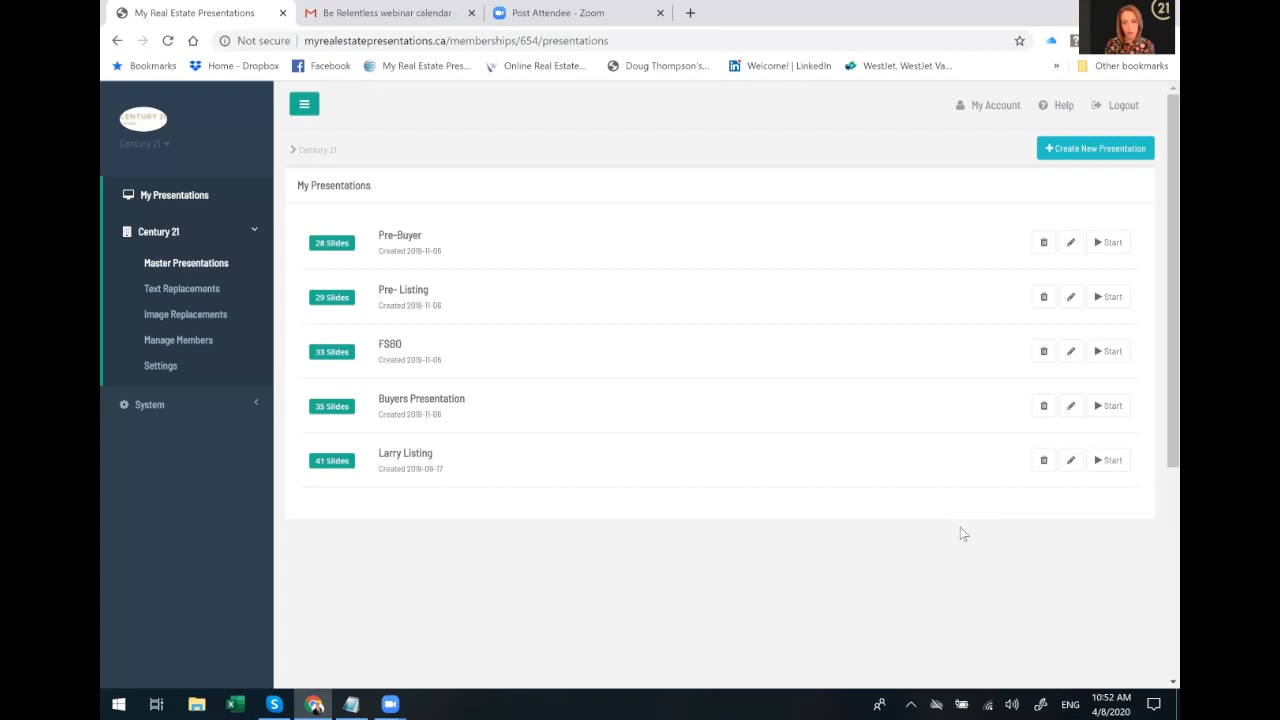 My Real Estate Presentations
Be Relentless webinar calendar -
Post Attendee - Zoom
Not secure
myrealestatepresentations.ca/memberships/654/presentations
21
Bookmarks
Home - Dropbox
Facebook
My Real Estate Pres...
Online Real Estate...
Doug Thompson's...
Welcome! | LinkedIn
WestJet, WestJet Va...
»
Other bookmarks
CENTURY 21
Century 21
My Account
Help
Logout
Century 21
Create New Presentation
My Presentations
Century 21
Master Presentations
Text Replacements
Image Replacements
Manage Members
Settings
System
My Presentations
28 Slides
Pre-Buyer
Created 2019-11-06
Start
29 Slides
Pre- Listing
Created 2019-11-06
Start
33 Slides
FSBO
Created 2019-11-06
Start
35 Slides
Buyers Presentation
Created 2019-11-06
Start
41 Slides
Larry Listing
Created 2019-09-17
Start
ENG
10:52 AM
4/8/2020